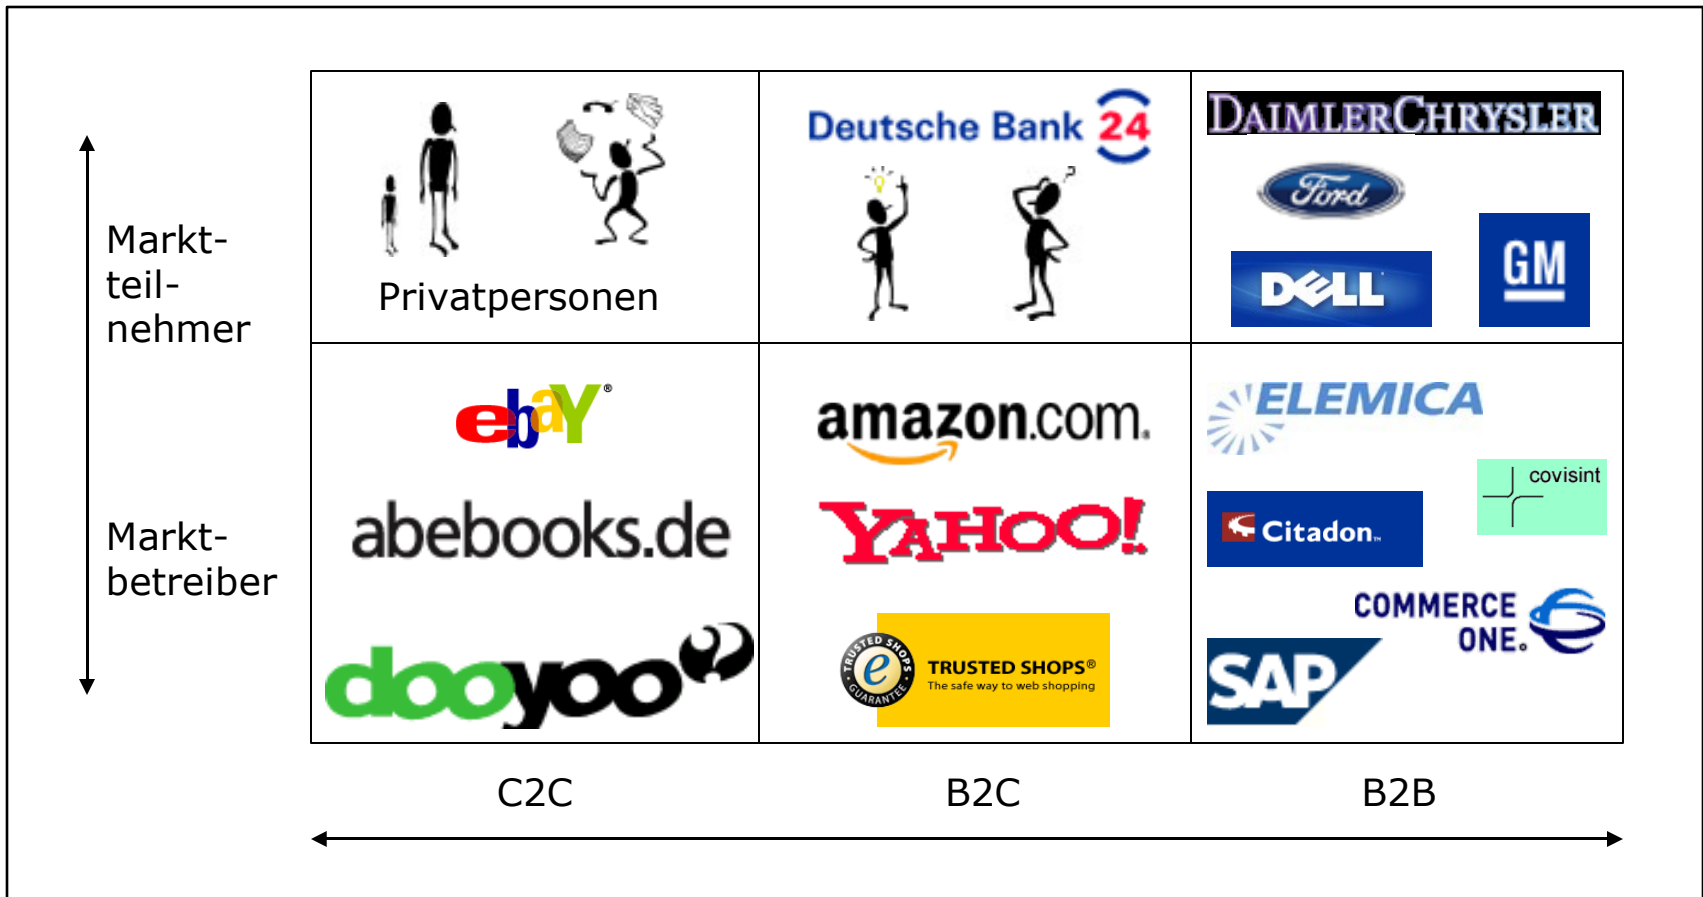 Markt-
teil-
nehmer
Privatpersonen
Deutsche Bank 24
?
DAIMLERCHRYSLER
Ford
DELL
GM
Markt-
betreiber
ebaY®
abebooks.de
dooyoo
amazon.com.
YAHOO!
TRUSTED SHOPS
GUARANTEE
e
TRUSTED SHOPS®
The safe way to web shopping
ELEMICA
covisint
Citadon™
COMMERCE
ONE®
SAP
C2C
B2C
B2B